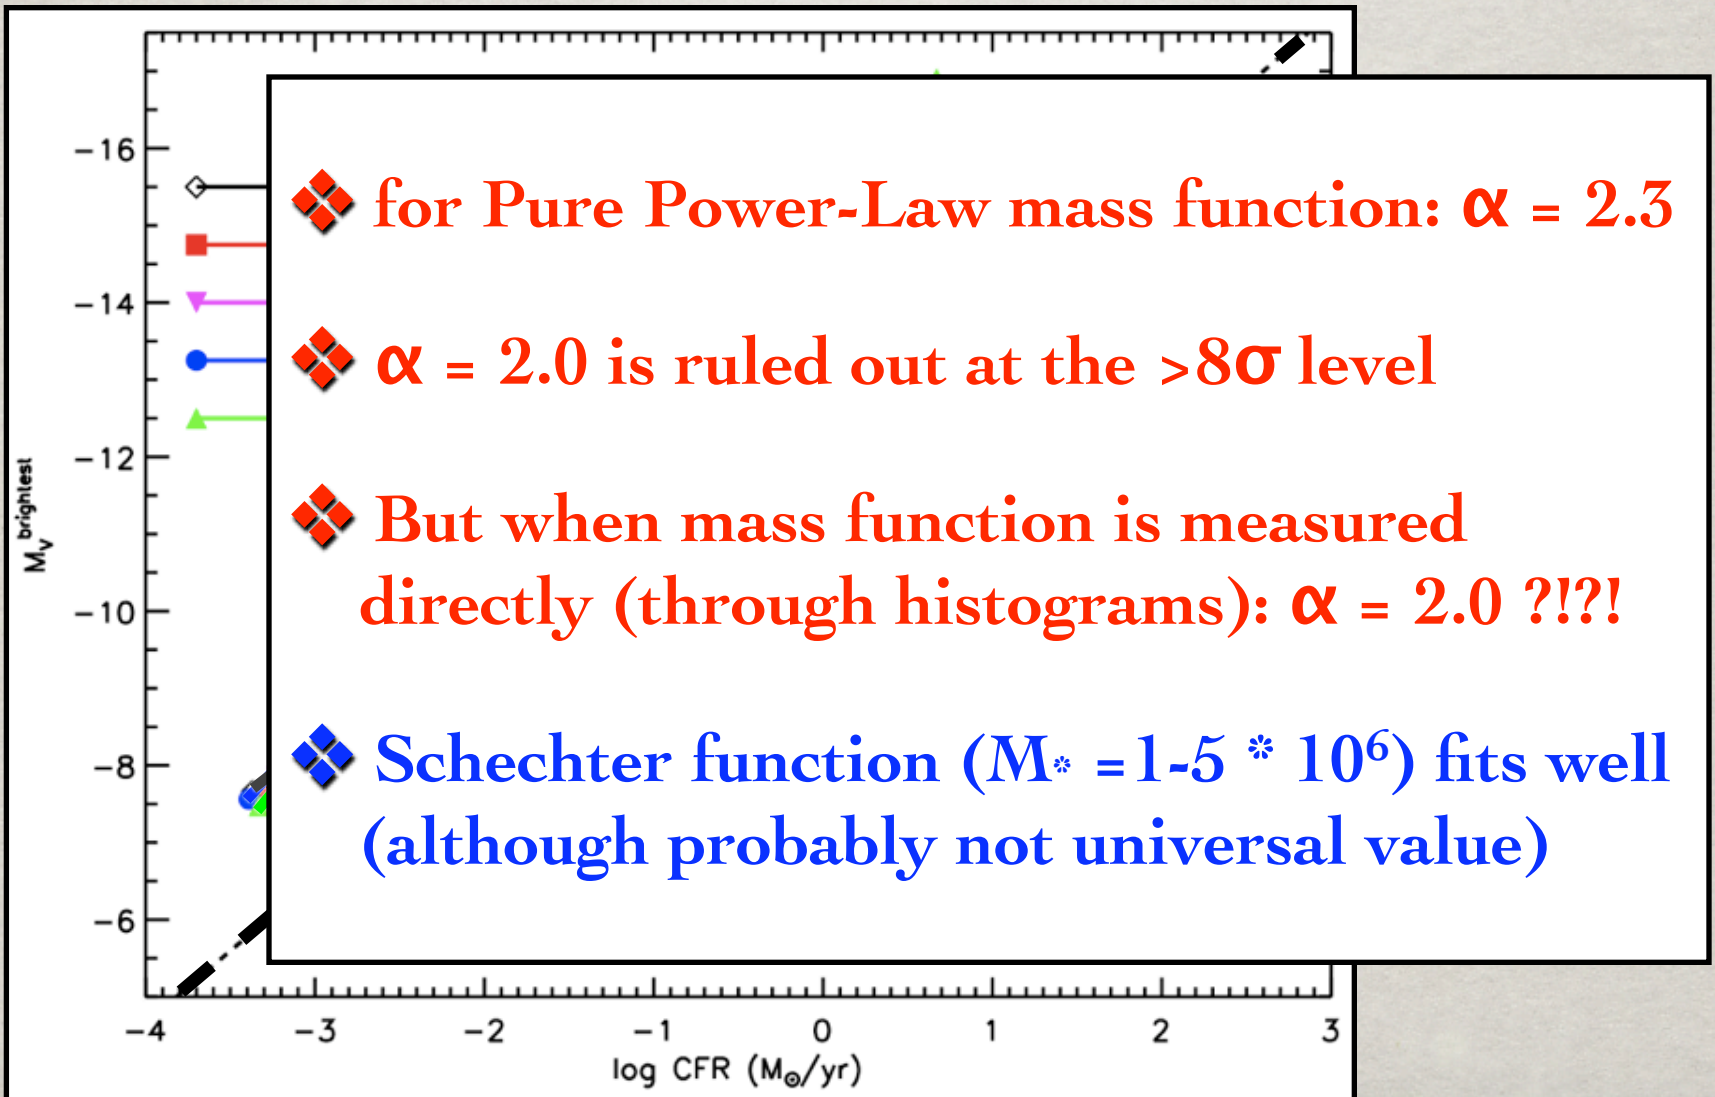 -16
-14
-12
-10
-8
-6
M_V^brightest
-4 -3 -2 -1 0 1 2 3
log CFR (M⊙/yr)
❖ for Pure Power-Law mass function: α = 2.3
❖ α = 2.0 is ruled out at the >8σ level
❖ But when mass function is measured
directly (through histograms): α = 2.0 ?!?!
❖ Schechter function (M* =1-5 * 10⁶) fits well
(although probably not universal value)